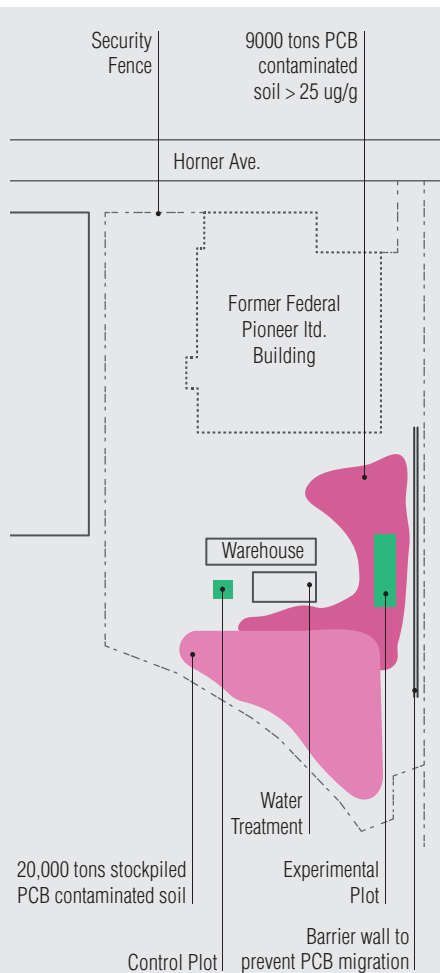 Security
Fence
9000 tons PCB
contaminated
soil > 25 ug/g
Horner Ave.
Former Federal
Pioneer ltd.
Building
Warehouse
Water
Treatment
20,000 tons stockpiled
PCB contaminated soil
Experimental
Plot
Control Plot
Barrier wall to
prevent PCB migration